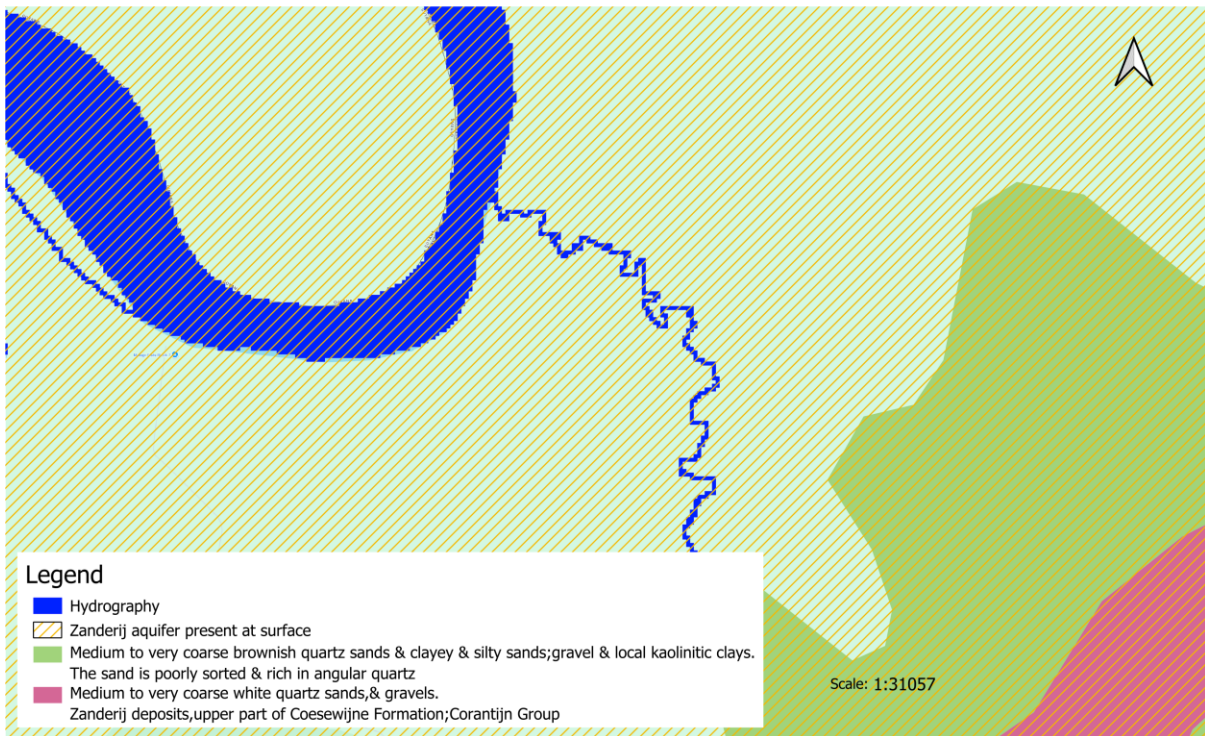 Legend
Hydrography
Zanderij aquifer present at surface
Medium to very coarse brownish quartz sands & clayey & silty sands;gravel & local kaolinitic clays.
The sand is poorly sorted & rich in angular quartz
Medium to very coarse white quartz sands,& gravels.
Zanderij deposits,upper part of Coesewijne Formation;Corantijn Group
Scale: 1:31057